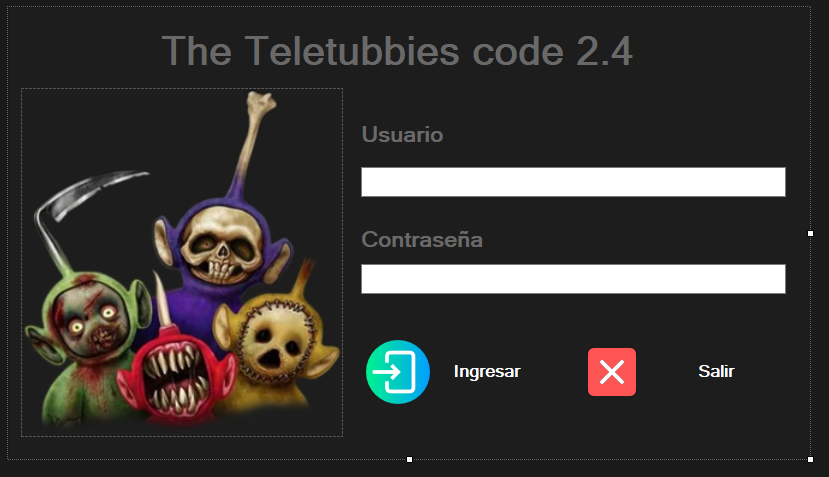 The Teletubbies code 2.4
Usuario
Contraseña
Ingresar
Salir